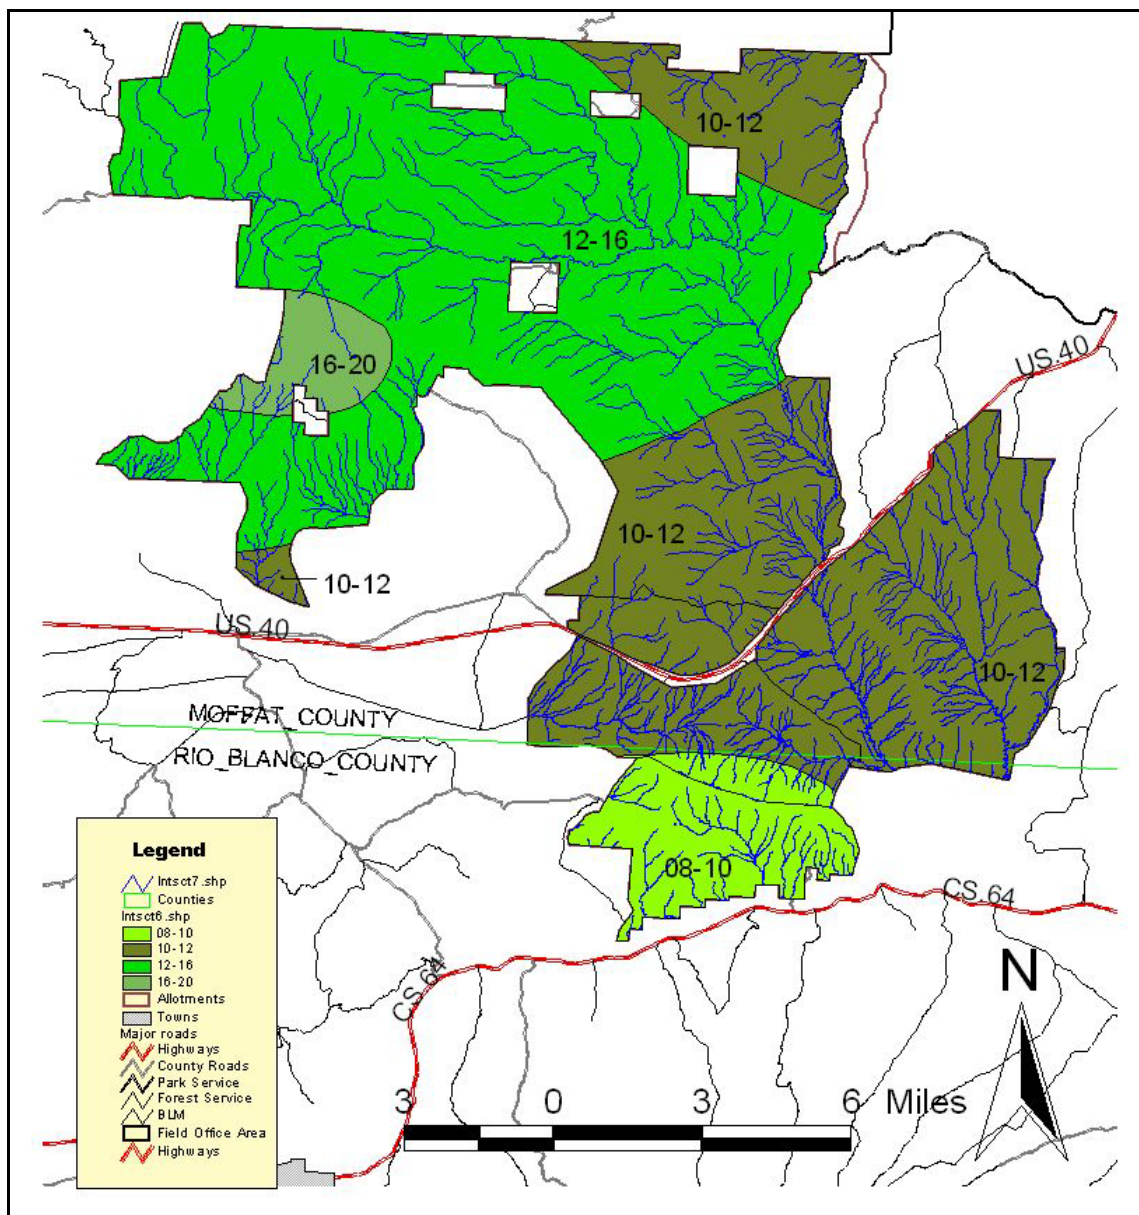 10-12
12-16
16-20
US.40
10-12
10-12
US.40
10-12
MOFFAT_COUNTY
RIO_BLANCO_COUNTY
08-10
CS.64
CS.64
N
Legend
Intsct7.shp
Counties
Intsct6.shp
08-10
10-12
12-16
16-20
Allotments
Towns
Major roads
Highways
County Roads
Park Service
Forest Service
BLM
Field Office Area
Highways
3 0 3 6 Miles